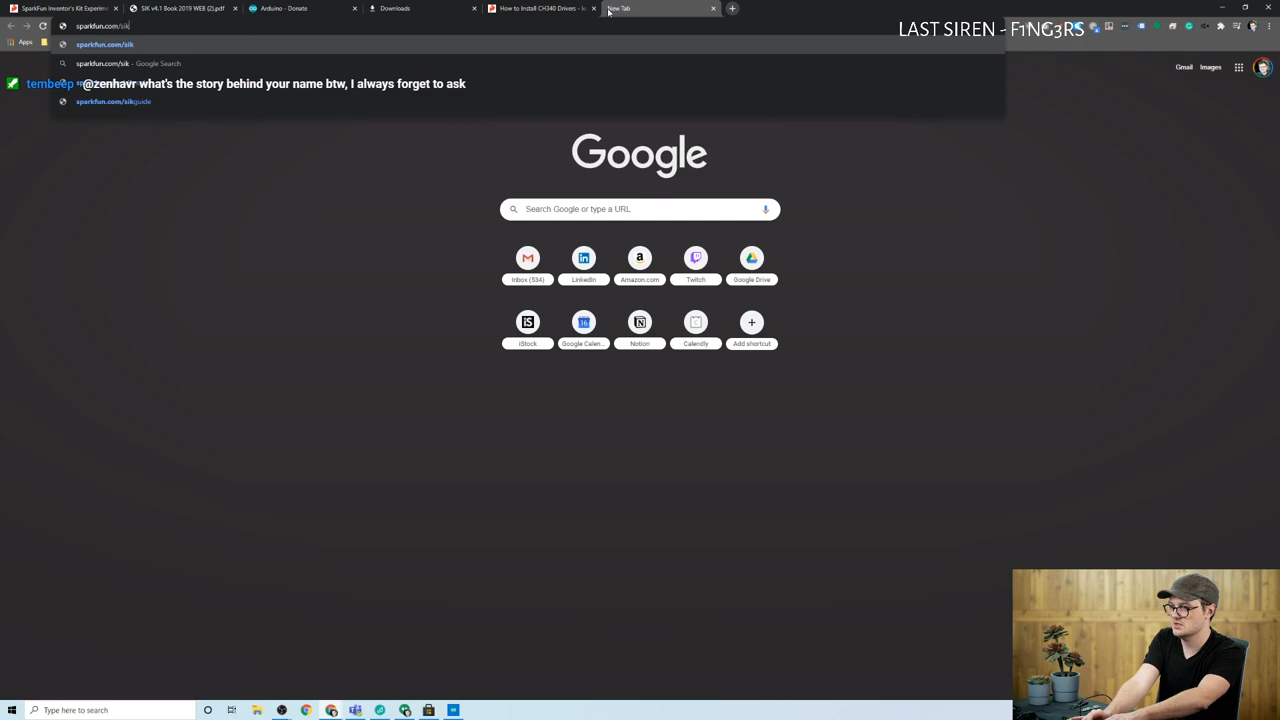 SparkFun Inventor's Kit Experim
SIK v4.1 Book 2019 WEB (2).pdf
Arduino - Donate
Downloads
How to Install CH340 Drivers - le
New Tab
sparkfun.com/sik
LAST SIREN - F1NG3RS
Apps
sparkfun.com/sik
sparkfun.com/sik - Google Search
tembeep
@zenhavr what's the story behind your name btw, I always forget to ask
sparkfun.com/sikguide
Gmail
Images
Google
Search Google or type a URL
Inbox (534)
LinkedIn
Amazon.com
Twitch
Google Drive
iStock
Google Calen...
Notion
Calendly
Add shortcut
Type here to search